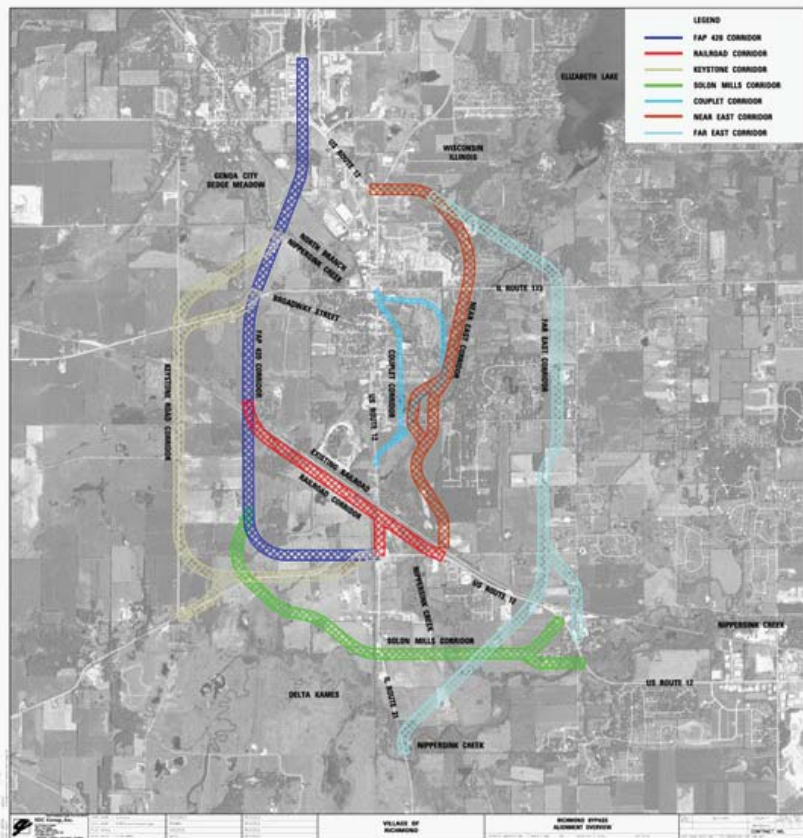 LEGEND
FAP 420 CORRIDOR
RAILROAD CORRIDOR
KEYSTONE CORRIDOR
SOLON MILLS CORRIDOR
COUPLET CORRIDOR
NEAR EAST CORRIDOR
FAR EAST CORRIDOR
ELIZABETH LAKE
US ROUTE 12
WISCONSIN
ILLINOIS
GENOA CITY
SEDGE MEADOW
NORTH BRANCH
NIPPERSINK CREEK
IL ROUTE 173
BROADWAY STREET
NEAR EAST CORRIDOR
FAR EAST CORRIDOR
FAP 420 CORRIDOR
KEYSTONE ROAD CORRIDOR
COUPLET CORRIDOR
US ROUTE 12
EXISTING RAILROAD
RAILROAD CORRIDOR
NIPPERSINK
CREEK
US ROUTE 12
NIPPERSINK CREEK
SOLON MILLS CORRIDOR
US ROUTE 12
DELTA KAMES
IL ROUTE 31
NIPPERSINK CREEK
VILLAGE OF
RICHMOND
RICHMOND BYPASS
ALIGNMENT OVERVIEW